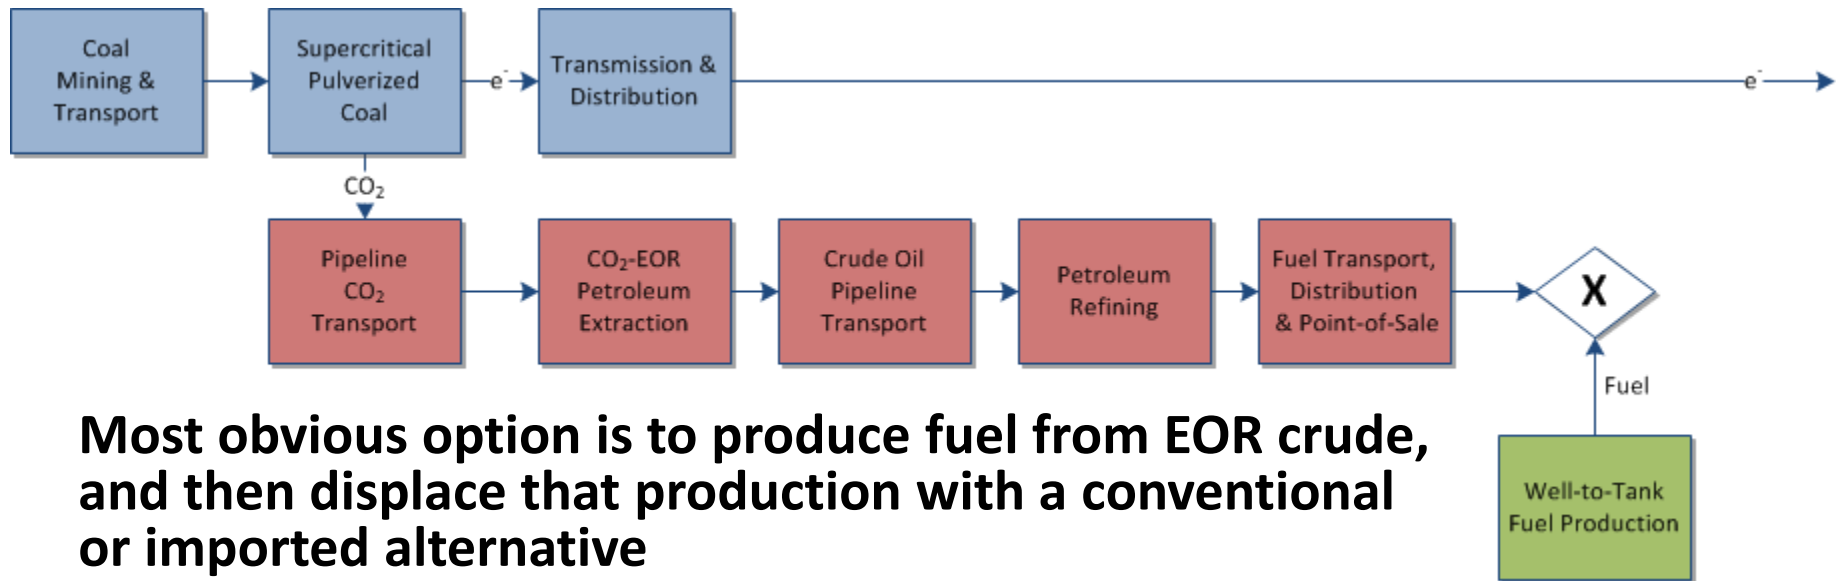 Coal
Mining &
Transport
Supercritical
Pulverized
Coal
e⁻
Transmission &
Distribution
e⁻
CO₂
Pipeline
CO₂
Transport
CO₂-EOR
Petroleum
Extraction
Crude Oil
Pipeline
Transport
Petroleum
Refining
Fuel Transport,
Distribution
& Point-of-Sale
X
Fuel
Well-to-Tank
Fuel Production
Most obvious option is to produce fuel from EOR crude,
and then displace that production with a conventional
or imported alternative